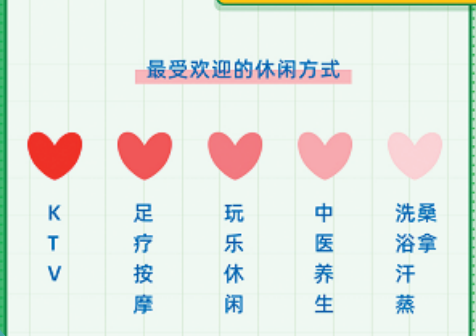 最受欢迎的休闲方式
KTV
足疗按摩
玩乐休闲
中医养生
桑拿
洗浴汗蒸